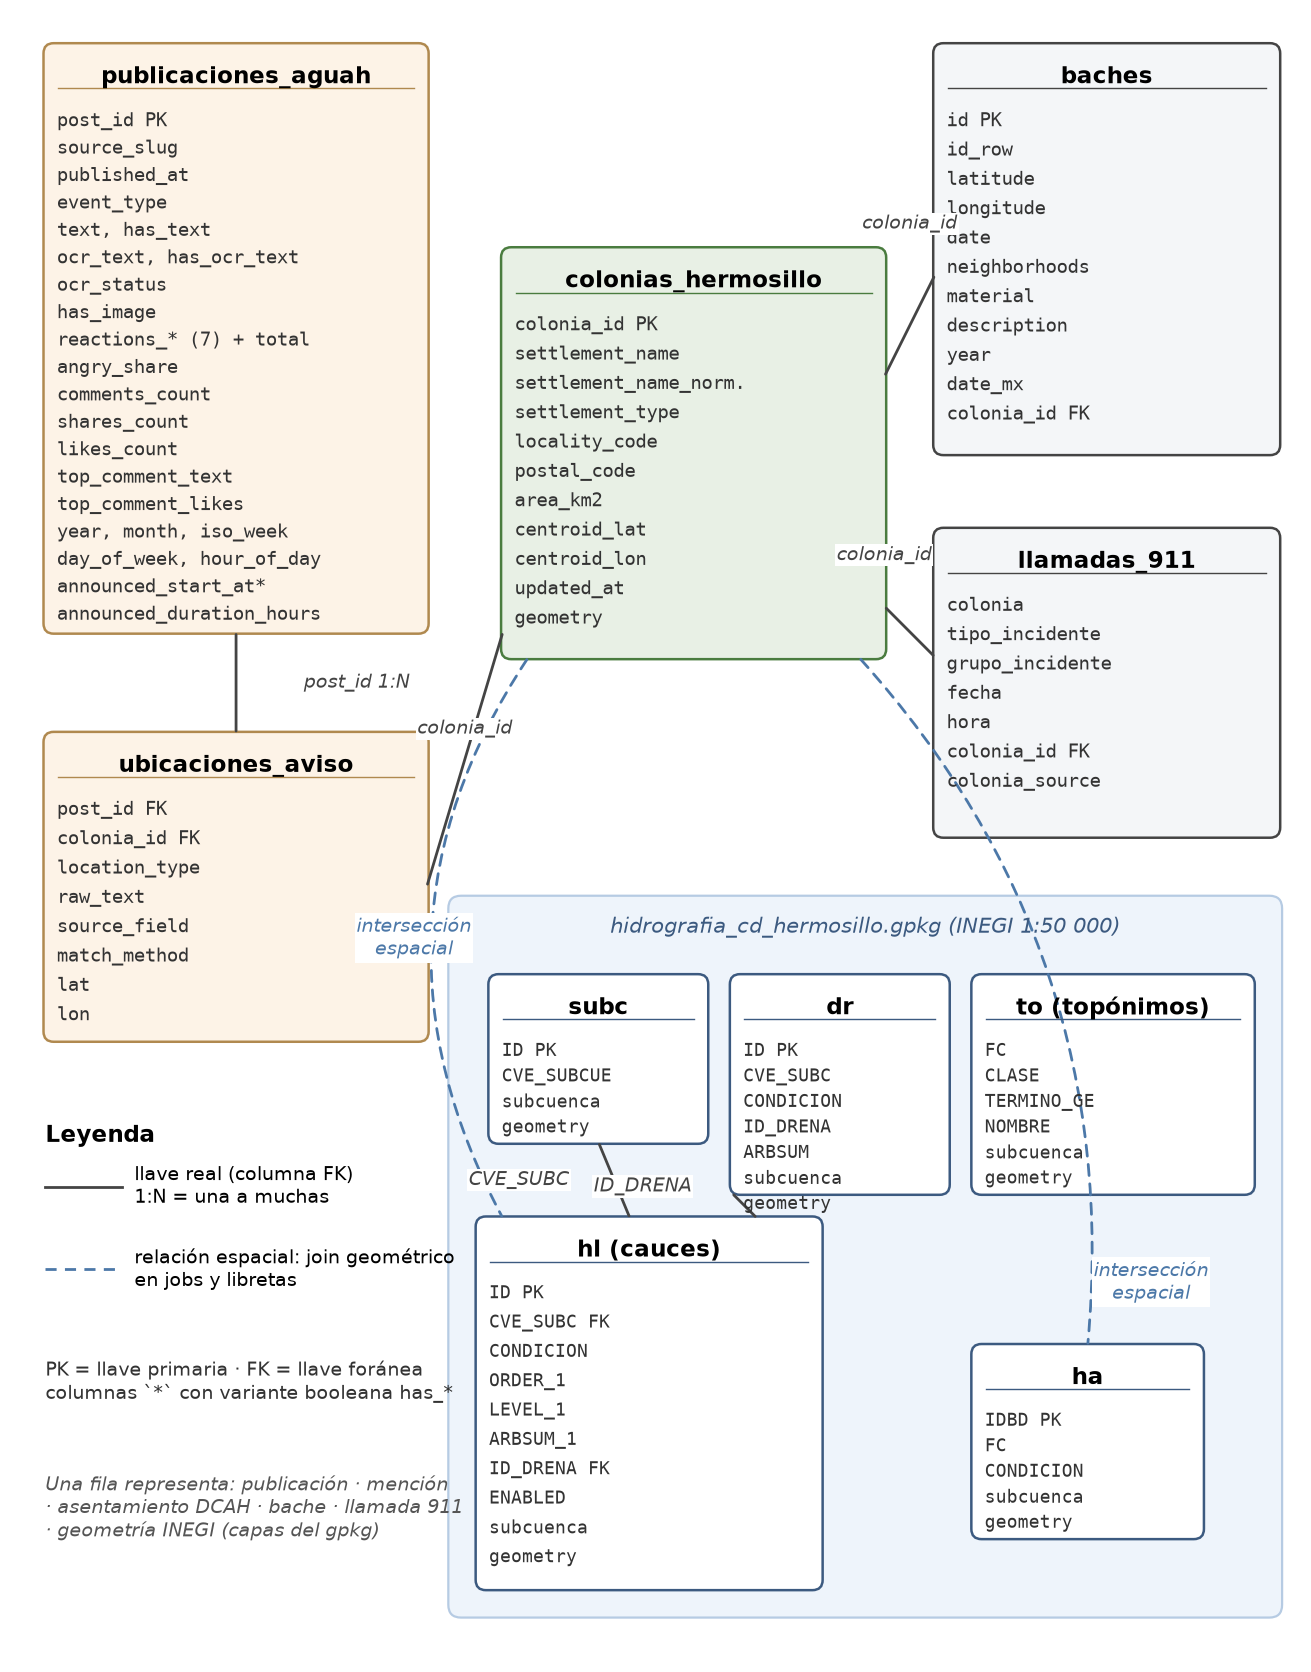 publicaciones_aguah
post_id PK
source_slug
published_at
event_type
text, has_text
ocr_text, has_ocr_text
ocr_status
has_image
reactions_* (7) + total
angry_share
comments_count
shares_count
likes_count
top_comment_text
top_comment_likes
year, month, iso_week
day_of_week, hour_of_day
announced_start_at*
announced_duration_hours
post_id 1:N
ubicaciones_aviso
post_id FK
colonia_id FK
location_type
raw_text
source_field
match_method
lat
lon
colonias_hermosillo
colonia_id PK
settlement_name
settlement_name_norm.
settlement_type
locality_code
postal_code
area_km2
centroid_lat
centroid_lon
updated_at
geometry
colonia_id
colonia_id
colonia_id
baches
id PK
id_row
latitude
longitude
date
neighborhoods
material
description
year
date_mx
colonia_id FK
llamadas_911
colonia
tipo_incidente
grupo_incidente
fecha
hora
colonia_id FK
colonia_source
intersección
espacial
hidrografia_cd_hermosillo.gpkg (INEGI 1:50 000)
subc
ID PK
CVE_SUBCUE
subcuenca
geometry
dr
ID PK
CVE_SUBC
CONDICION
ID_DRENA
ARBSUM
subcuenca
geometry
to (topónimos)
FC
CLASE
TERMINO_GE
NOMBRE
subcuenca
geometry
CVE_SUBC
ID_DRENA
hl (cauces)
ID PK
CVE_SUBC FK
CONDICION
ORDER_1
LEVEL_1
ARBSUM_1
ID_DRENA FK
ENABLED
subcuenca
geometry
intersección
espacial
ha
IDBD PK
FC
CONDICION
subcuenca
geometry
Leyenda
llave real (columna FK)
1:N = una a muchas
relación espacial: join geométrico
en jobs y libretas
PK = llave primaria · FK = llave foránea
columnas `*` con variante booleana has_*
Una fila representa: publicación · mención
· asentamiento DCAH · bache · llamada 911
· geometría INEGI (capas del gpkg)